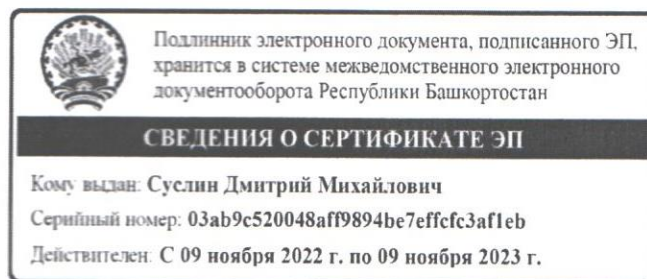 Подлинник электронного документа, подписанного ЭП,
хранится в системе межведомственного электронного
документооборота Республики Башкортостан
СВЕДЕНИЯ О СЕРТИФИКАТЕ ЭП
Кому выдан: Суслин Дмитрий Михайлович
Серийный номер: 03ab9c520048aff9894be7effcfc3af1eb
Действителен: С 09 ноября 2022 г. по 09 ноября 2023 г.